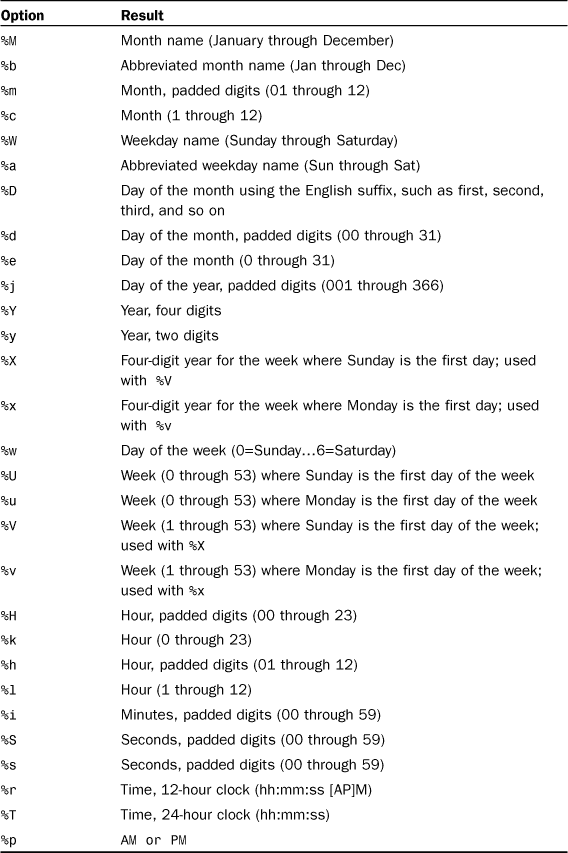 Option Result
%M Month name (January through December)
%b Abbreviated month name (Jan through Dec)
%m Month, padded digits (01 through 12)
%c Month (1 through 12)
%W Weekday name (Sunday through Saturday)
%a Abbreviated weekday name (Sun through Sat)
%D Day of the month using the English suffix, such as first, second,
third, and so on
%d Day of the month, padded digits (00 through 31)
%e Day of the month (0 through 31)
%j Day of the year, padded digits (001 through 366)
%Y Year, four digits
%y Year, two digits
%X Four-digit year for the week where Sunday is the first day; used
with %V
%x Four-digit year for the week where Monday is the first day; used
with %v
%w Day of the week (0=Sunday...6=Saturday)
%U Week (0 through 53) where Sunday is the first day of the week
%u Week (0 through 53) where Monday is the first day of the week
%V Week (1 through 53) where Sunday is the first day of the week;
used with %X
%v Week (1 through 53) where Monday is the first day of the week;
used with %x
%H Hour, padded digits (00 through 23)
%k Hour (0 through 23)
%h Hour, padded digits (01 through 12)
%l Hour (1 through 12)
%i Minutes, padded digits (00 through 59)
%S Seconds, padded digits (00 through 59)
%s Seconds, padded digits (00 through 59)
%r Time, 12-hour clock (hh:mm:ss [AP]M)
%T Time, 24-hour clock (hh:mm:ss)
%p AM or PM